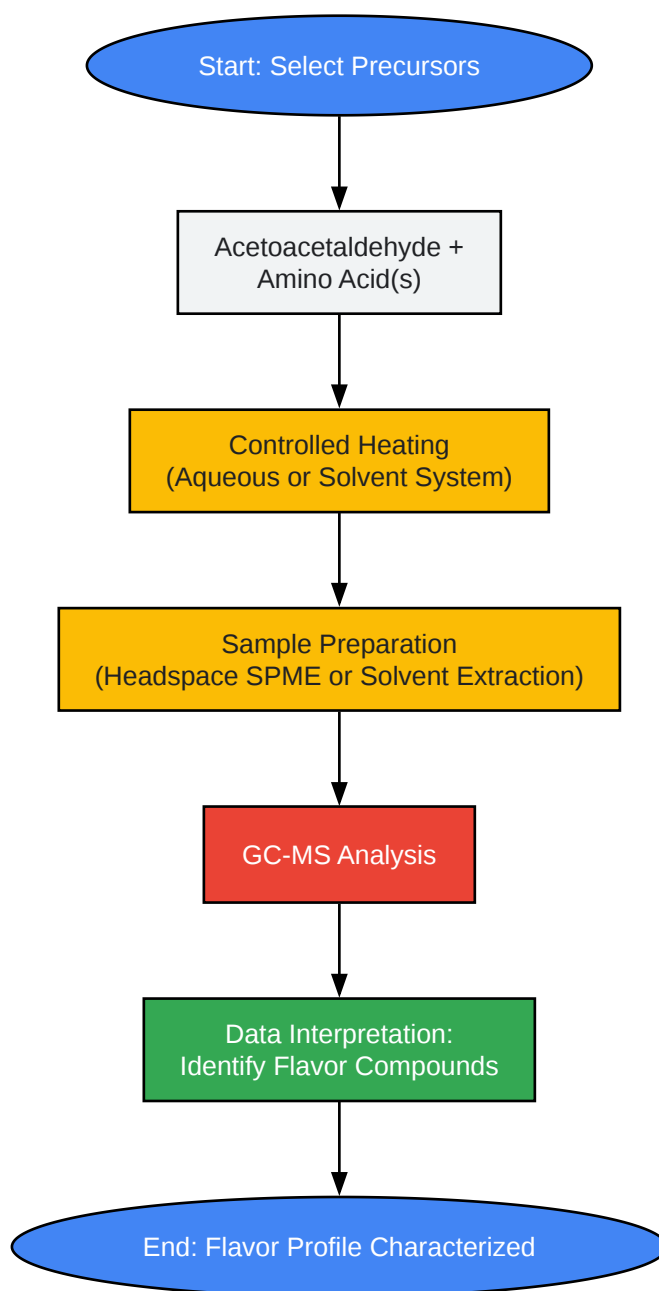 Start: Select Precursors
Acetoacetaldehyde +
Amino Acid(s)
Controlled Heating
(Aqueous or Solvent System)
Sample Preparation
(Headspace SPME or Solvent Extraction)
GC-MS Analysis
Data Interpretation:
Identify Flavor Compounds
End: Flavor Profile Characterized